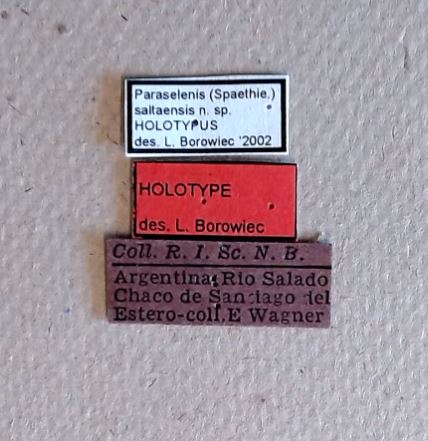 Paraselenis (Spaethie.)
saltaensis n. sp.
HOLOTYPUS
des. L. Borowiec '2002
HOLOTYPE
des. L. Borowiec
Coll. R. I. Sc. N. B.
Argentina: Rio Salado
Chaco de Santiago del
Estero-coll. E Wagner